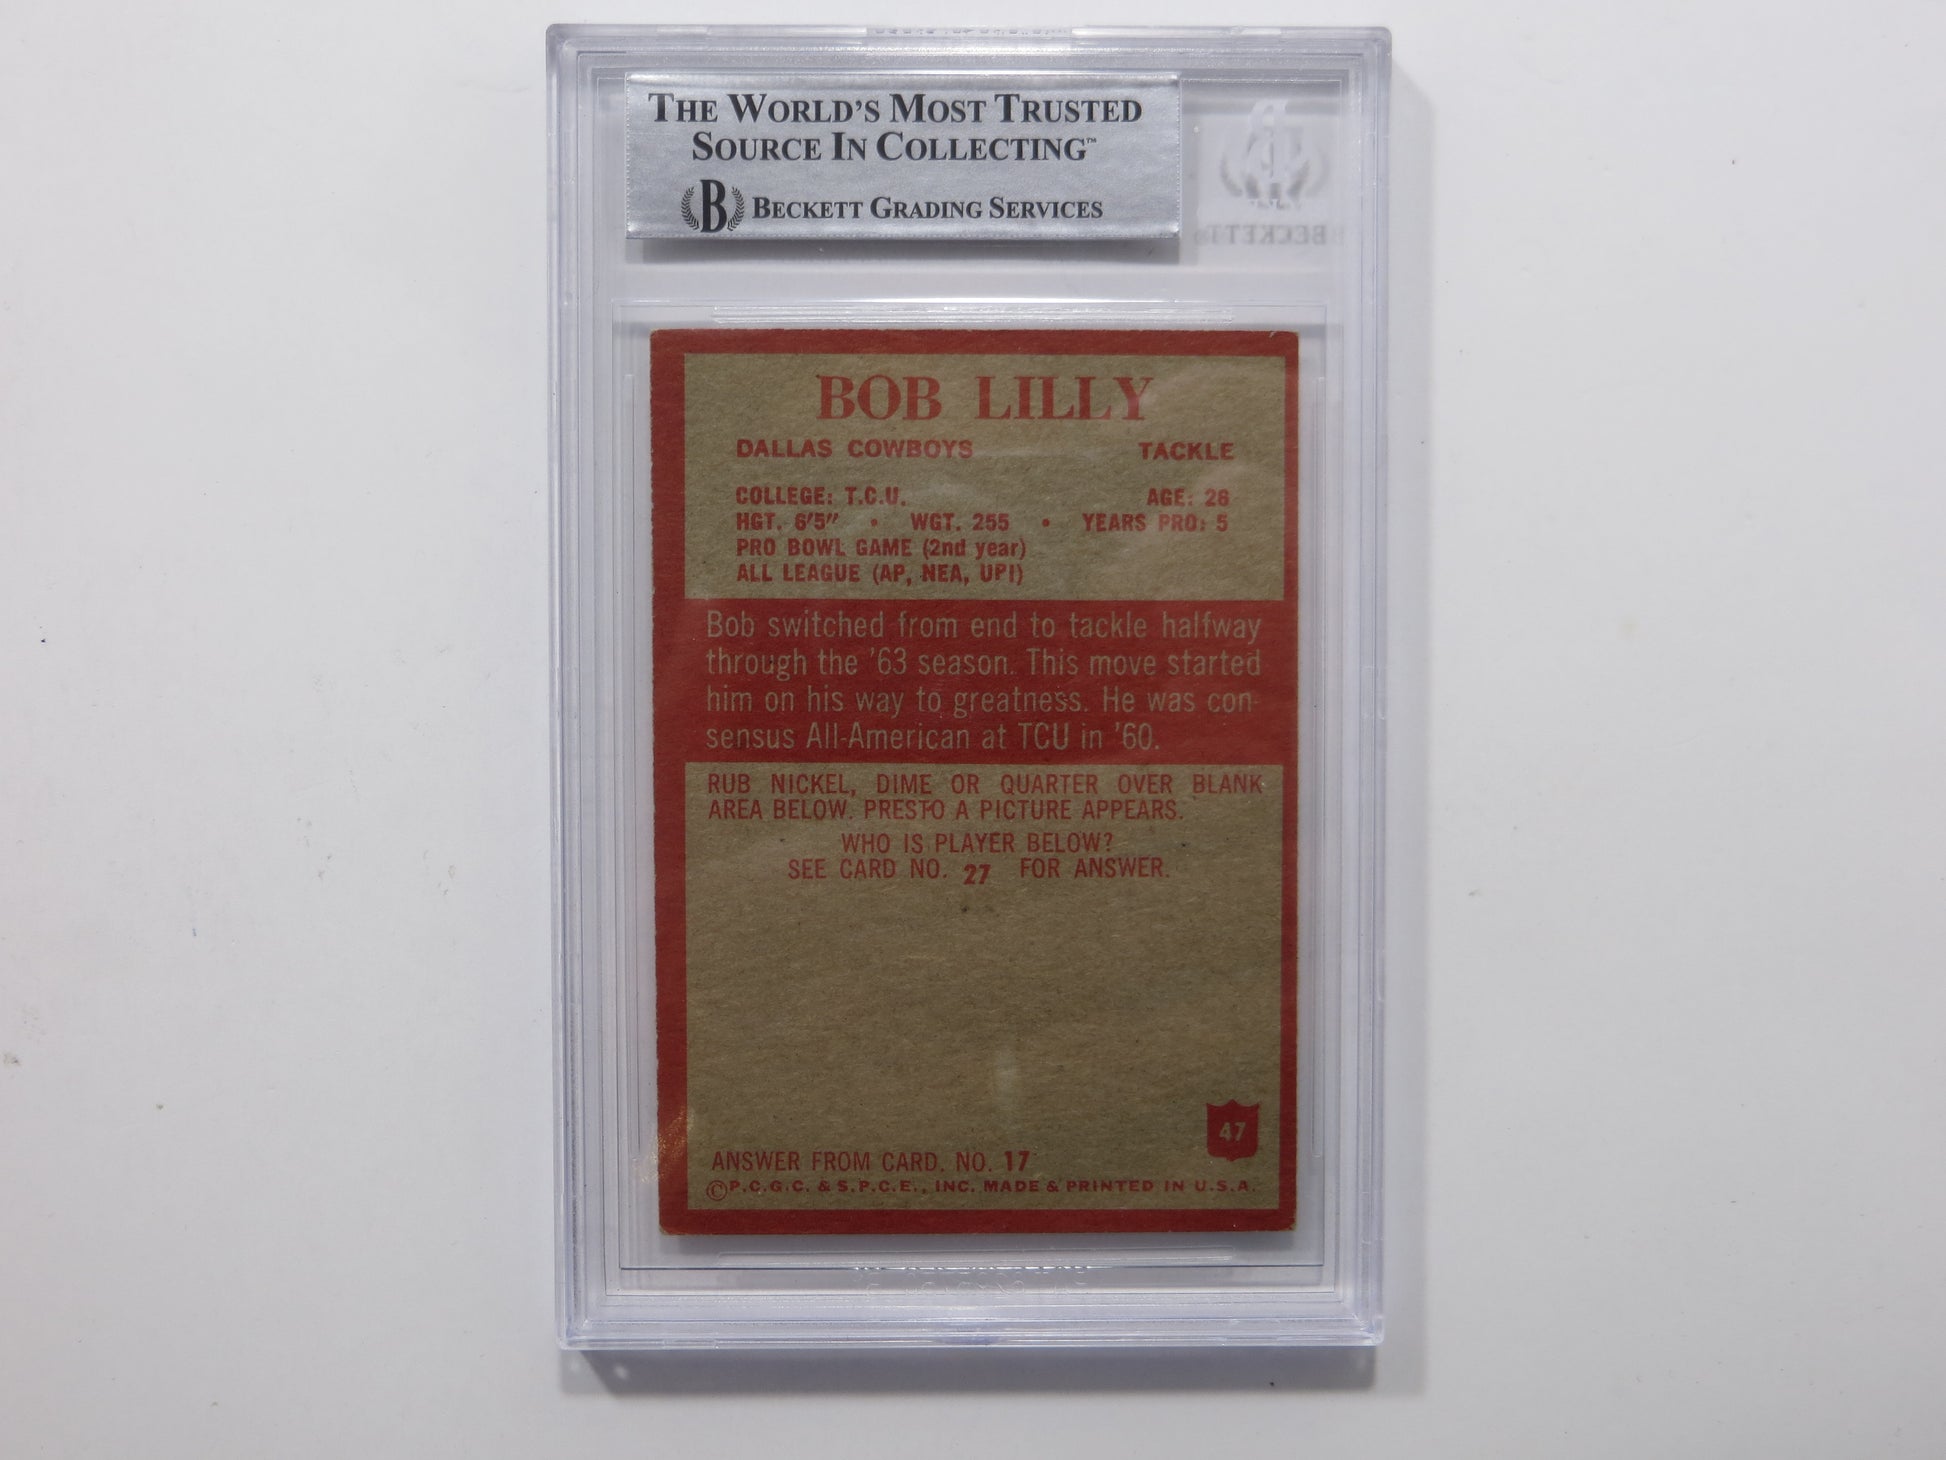 THE WORLD'S MOST TRUSTED
SOURCE IN COLLECTING™
B BECKETT GRADING SERVICES
BECKETT
BOB LILLY
DALLAS COWBOYS TACKLE
COLLEGE: T.C.U. AGE: 26
HGT. 6'5" • WGT. 255 • YEARS PRO: 5
PRO BOWL GAME (2nd year)
ALL LEAGUE (AP, NEA, UPI)
Bob switched from end to tackle halfway
through the '63 season. This move started
him on his way to greatness. He was con-
sensus All-American at TCU in '60.
RUB NICKEL, DIME OR QUARTER OVER BLANK
AREA BELOW. PRESTO A PICTURE APPEARS.
WHO IS PLAYER BELOW?
SEE CARD NO. 27 FOR ANSWER.
47
ANSWER FROM CARD. NO. 17
©P.C.G.C. & S.P.C.E., INC. MADE & PRINTED IN U.S.A.